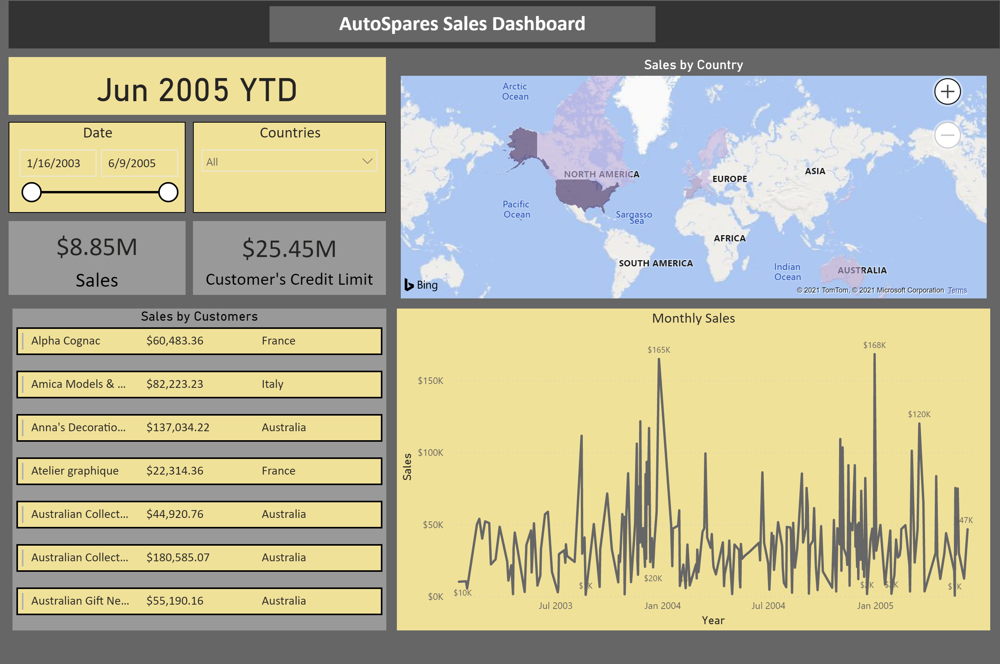 AutoSpares Sales Dashboard
Jun 2005 YTD
Date
1/16/2003 6/9/2005
Countries
All
$8.85M
Sales
$25.45M
Customer's Credit Limit
Sales by Country
Arctic
Ocean
NORTH AMERICA
EUROPE
ASIA
Pacific
Ocean
Sargasso
Sea
AFRICA
SOUTH AMERICA
Indian
Ocean
AUSTRALIA
Bing
© 2021 TomTom, © 2021 Microsoft Corporation Terms
Sales by Customers
Alpha Cognac $60,483.36 France
Amica Models & ... $82,223.23 Italy
Anna's Decoratio... $137,034.22 Australia
Atelier graphique $22,314.36 France
Australian Collect... $44,920.76 Australia
Australian Collect... $180,585.07 Australia
Australian Gift Ne... $55,190.16 Australia
Monthly Sales
$168K
$165K
$150K
$120K
$100K
Sales
$50K
$47K
$20K
$2K
$2K
$10K
$0K
Jul 2003 Jan 2004 Jul 2004 Jan 2005
Year